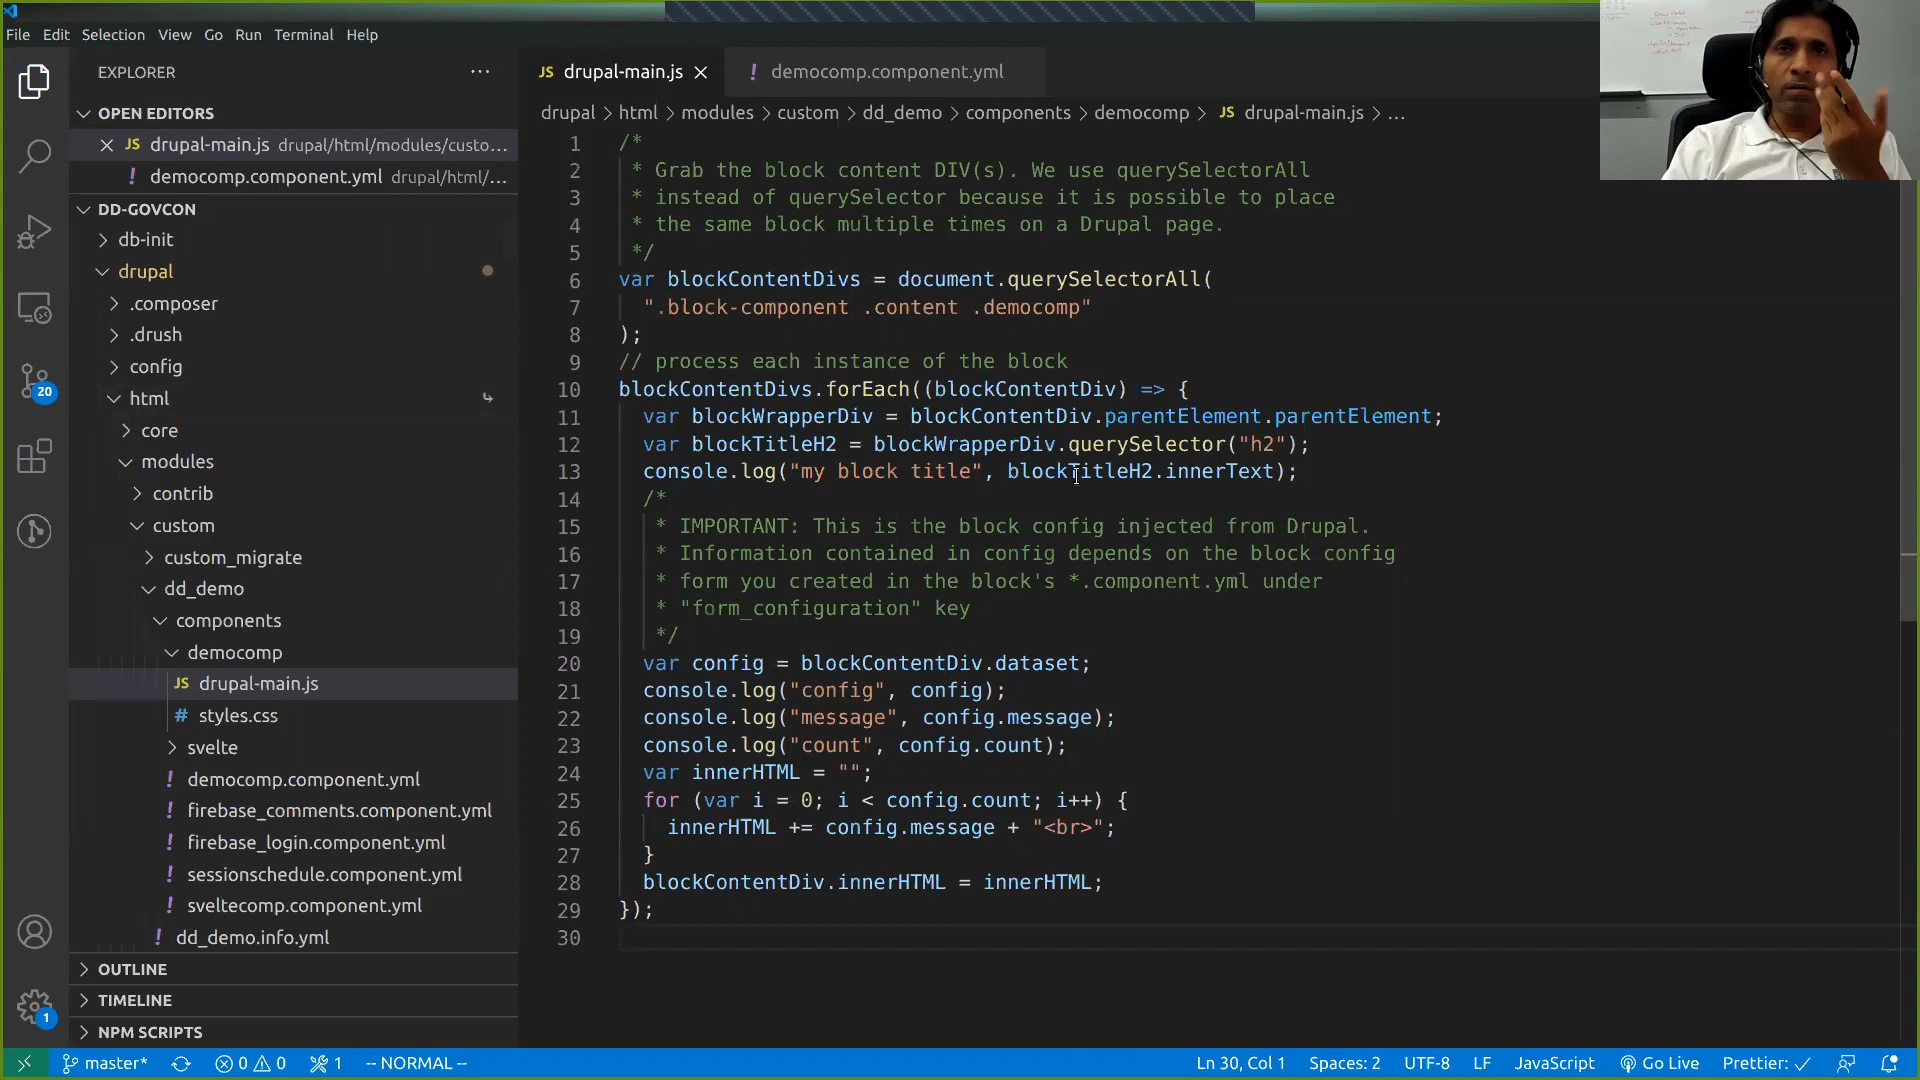 File Edit Selection View Go Run Terminal Help
EXPLORER
OPEN EDITORS
drupal-main.js drupal/html/modules/custo...
democomp.component.yml drupal/html/...
DD-GOVCON
db-init
drupal
.composer
.drush
config
html
core
modules
contrib
custom
custom_migrate
dd_demo
components
democomp
drupal-main.js
styles.css
svelte
democomp.component.yml
firebase_comments.component.yml
firebase_login.component.yml
sessionschedule.component.yml
sveltecomp.component.yml
dd_demo.info.yml
OUTLINE
TIMELINE
NPM SCRIPTS
20
1
JS drupal-main.js ! democomp.component.yml
drupal > html > modules > custom > dd_demo > components > democomp > JS drupal-main.js > ...
1 /*
2  * Grab the block content DIV(s). We use querySelectorAll
3  * instead of querySelector because it is possible to place
4  * the same block multiple times on a Drupal page.
5  */
6 var blockContentDivs = document.querySelectorAll(
7   ".block-component .content .democomp"
8 );
9 // process each instance of the block
10 blockContentDivs.forEach((blockContentDiv) => {
11   var blockWrapperDiv = blockContentDiv.parentElement.parentElement;
12   var blockTitleH2 = blockWrapperDiv.querySelector("h2");
13   console.log("my block title", blockTitleH2.innerText);
14   /*
15    * IMPORTANT: This is the block config injected from Drupal.
16    * Information contained in config depends on the block config
17    * form you created in the block's *.component.yml under
18    * "form_configuration" key
19    */
20   var config = blockContentDiv.dataset;
21   console.log("config", config);
22   console.log("message", config.message);
23   console.log("count", config.count);
24   var innerHTML = "";
25   for (var i = 0; i < config.count; i++) {
26     innerHTML += config.message + "<br>";
27   }
28   blockContentDiv.innerHTML = innerHTML;
29 });
30
master* 0 0 1 -- NORMAL -- Ln 30, Col 1 Spaces: 2 UTF-8 LF JavaScript Go Live Prettier: ✓